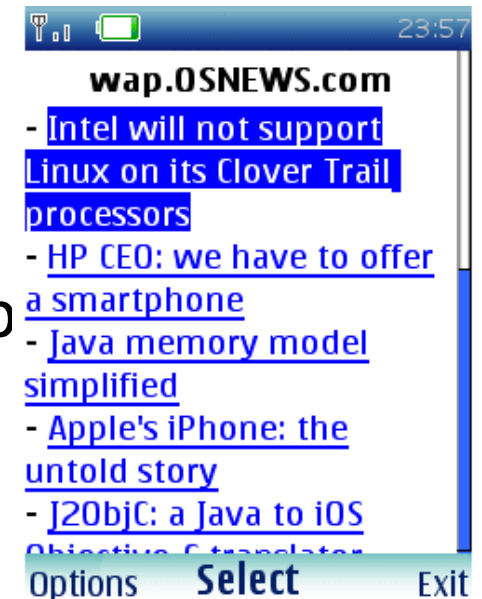 23:57
wap.OSNEWS.com
- Intel will not support
Linux on its Clover Trail
processors
- HP CEO: we have to offer
a smartphone
- Java memory model
simplified
- Apple's iPhone: the
untold story
- J2ObjC: a Java to iOS
Objective-C translator
Options Select Exit